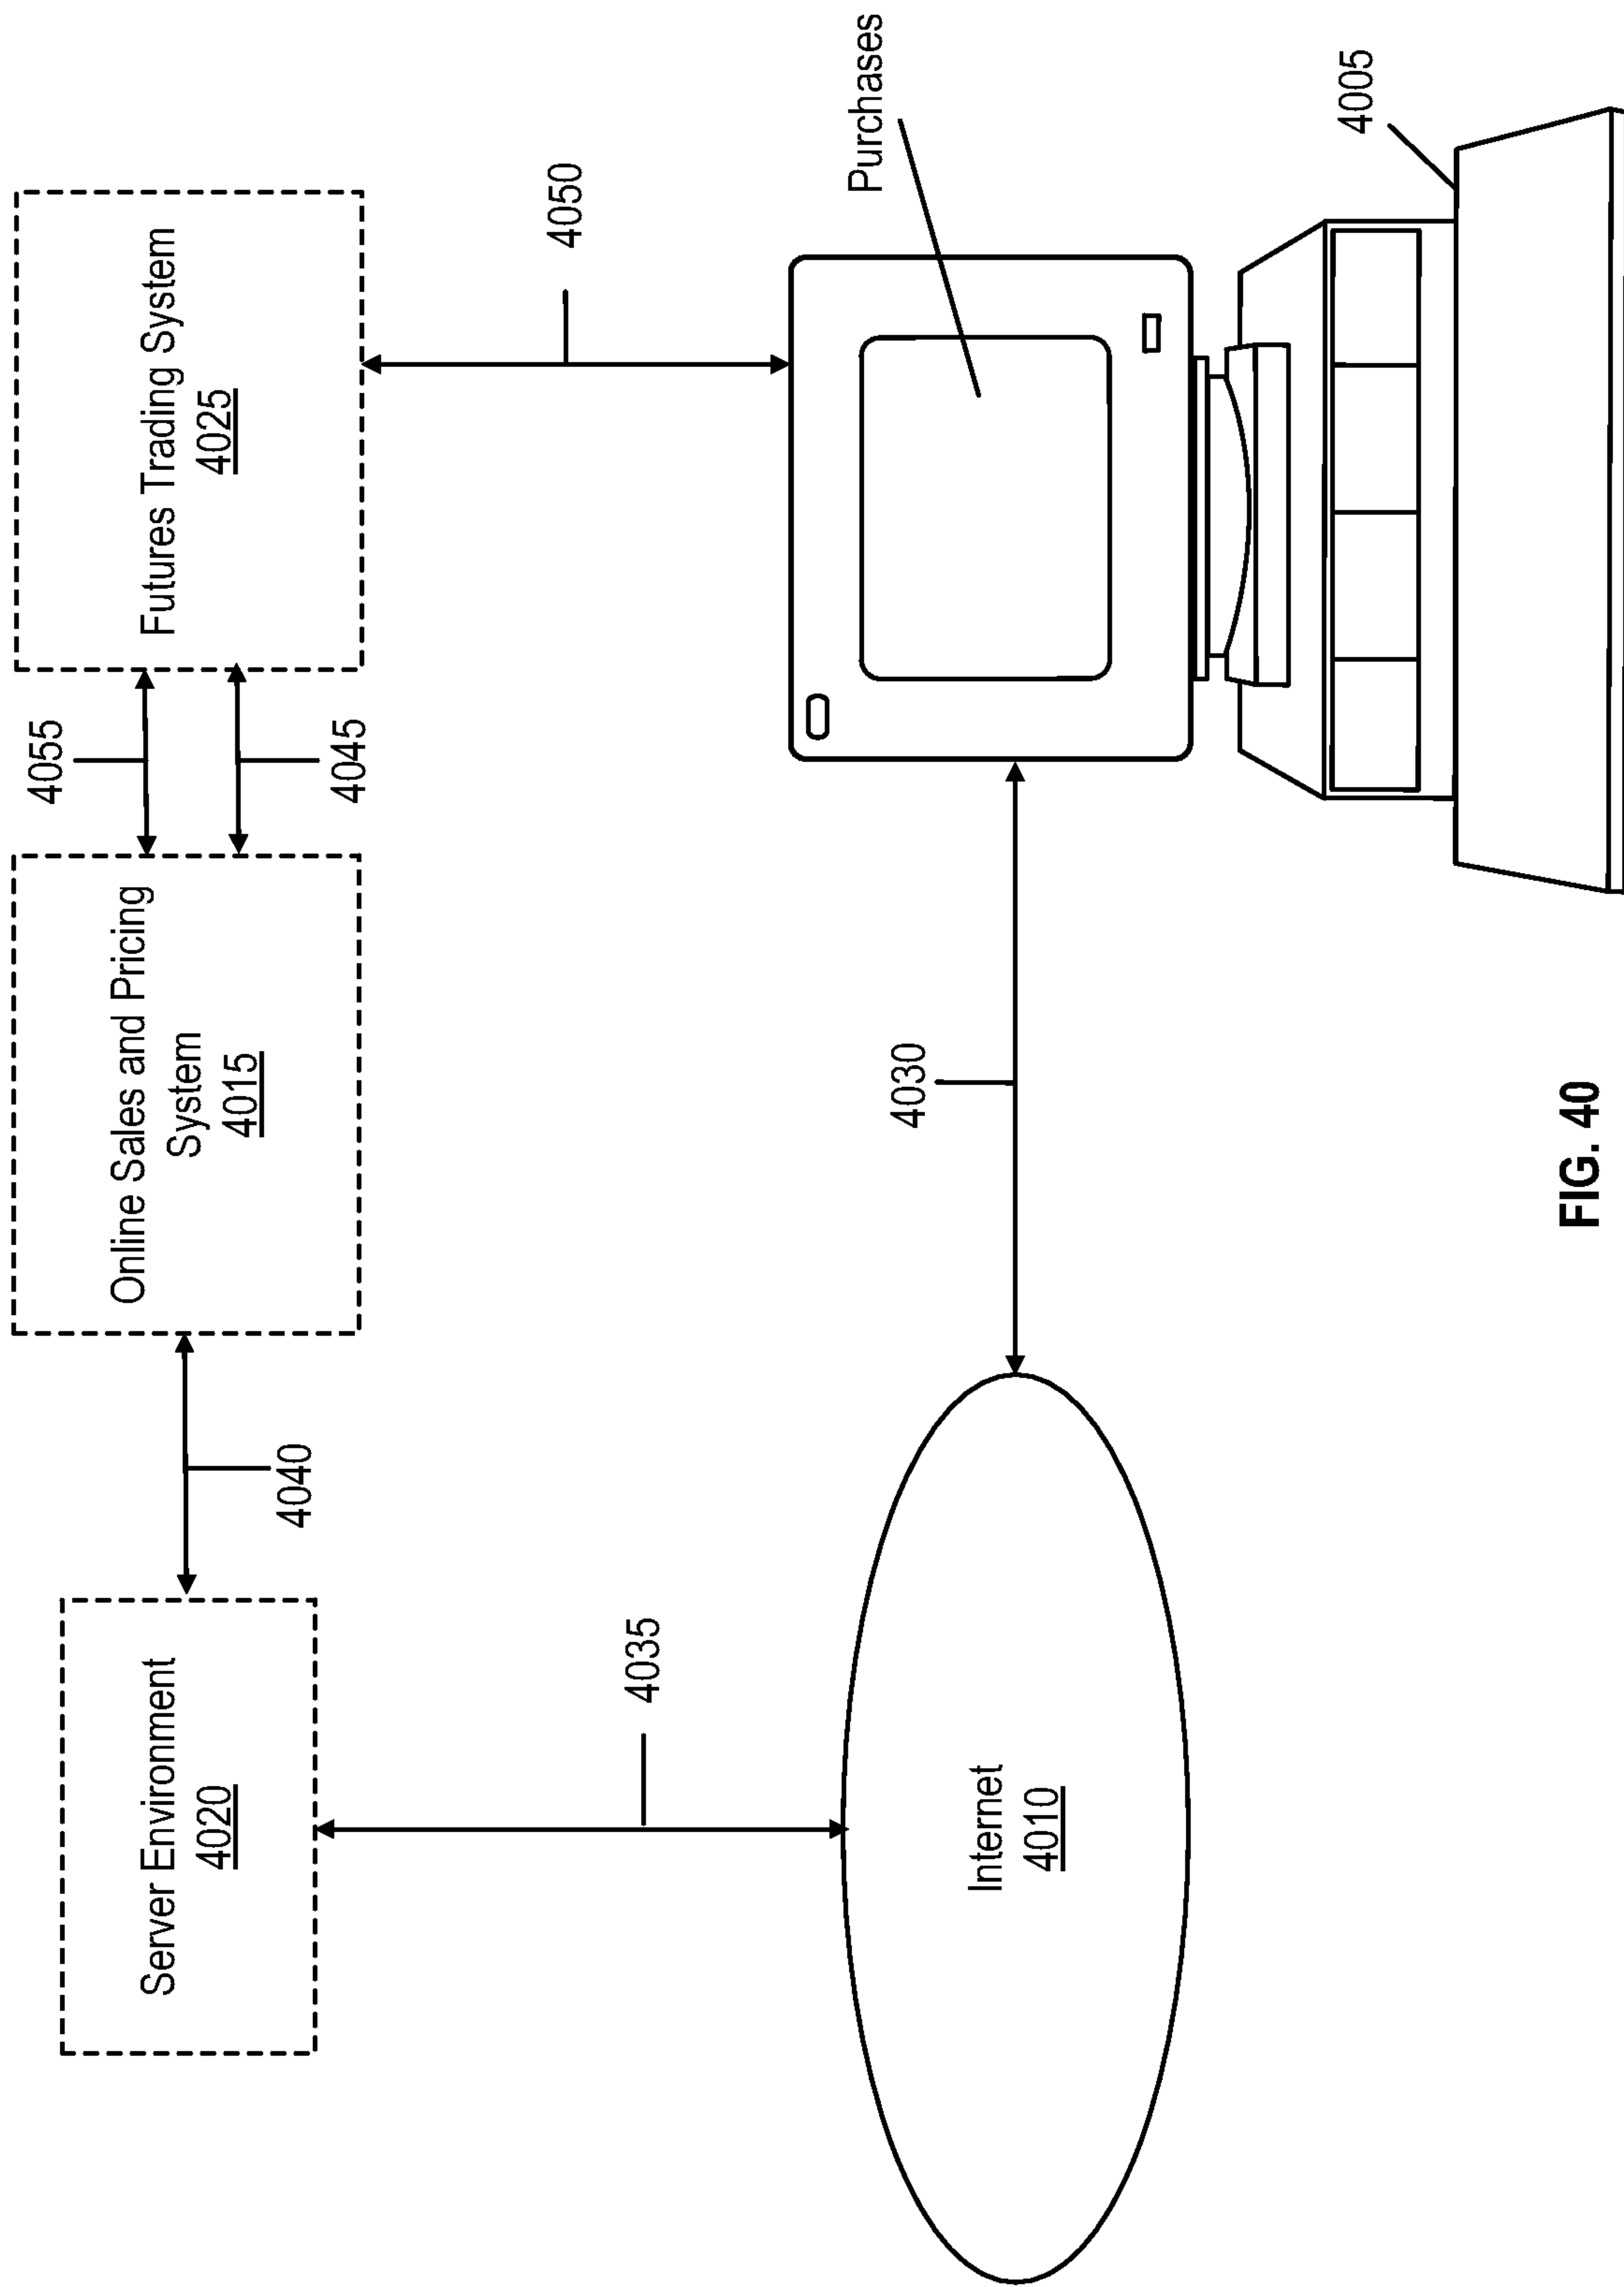 Server Environment
4020
4040
Online Sales and Pricing
System
4015
4055
4045
Futures Trading System
4025
4035
4050
Internet
4010
4030
Purchases
4005
FIG. 40